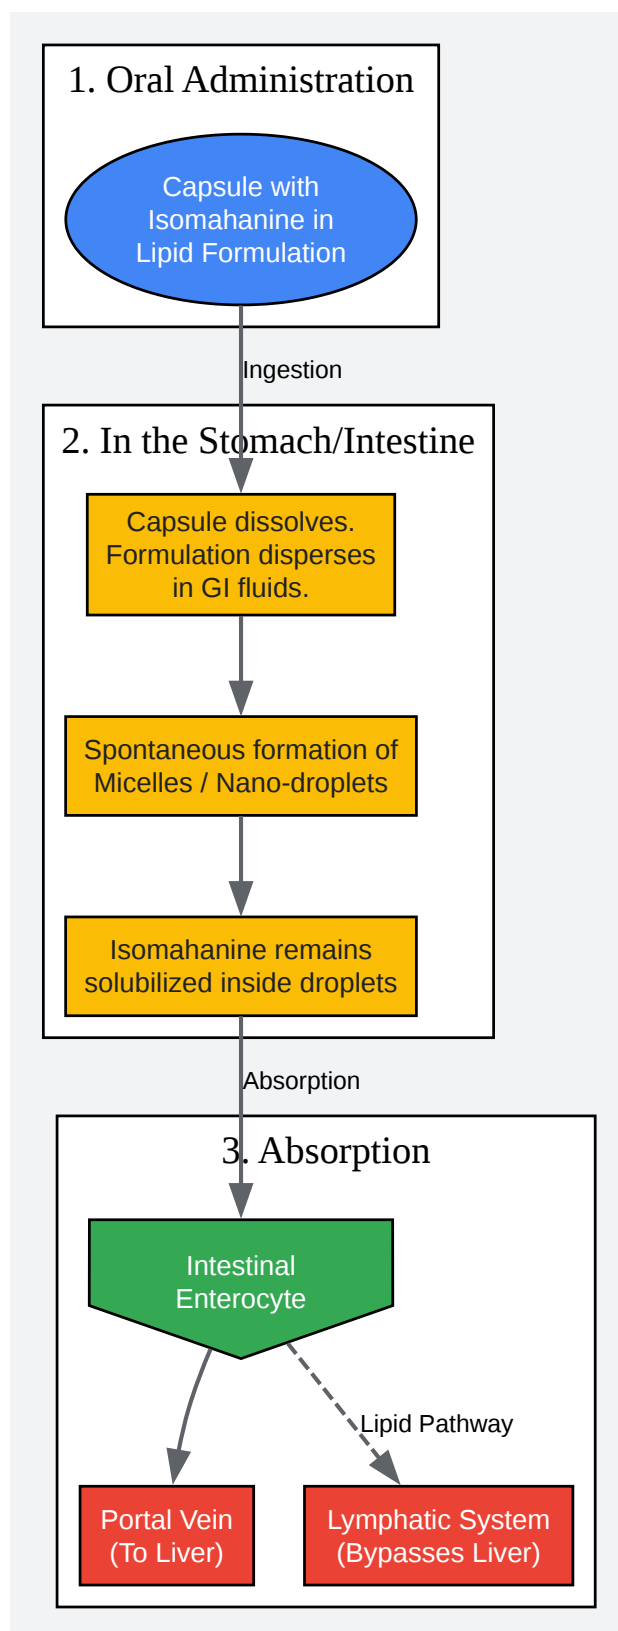 1. Oral Administration
Capsule with
Isomahanine in
Lipid Formulation
Ingestion
2. In the Stomach/Intestine
Capsule dissolves.
Formulation disperses
in GI fluids.
Spontaneous formation of
Micelles / Nano-droplets
Isomahanine remains
solubilized inside droplets
Absorption
3. Absorption
Intestinal
Enterocyte
Lipid Pathway
Portal Vein
(To Liver)
Lymphatic System
(Bypasses Liver)